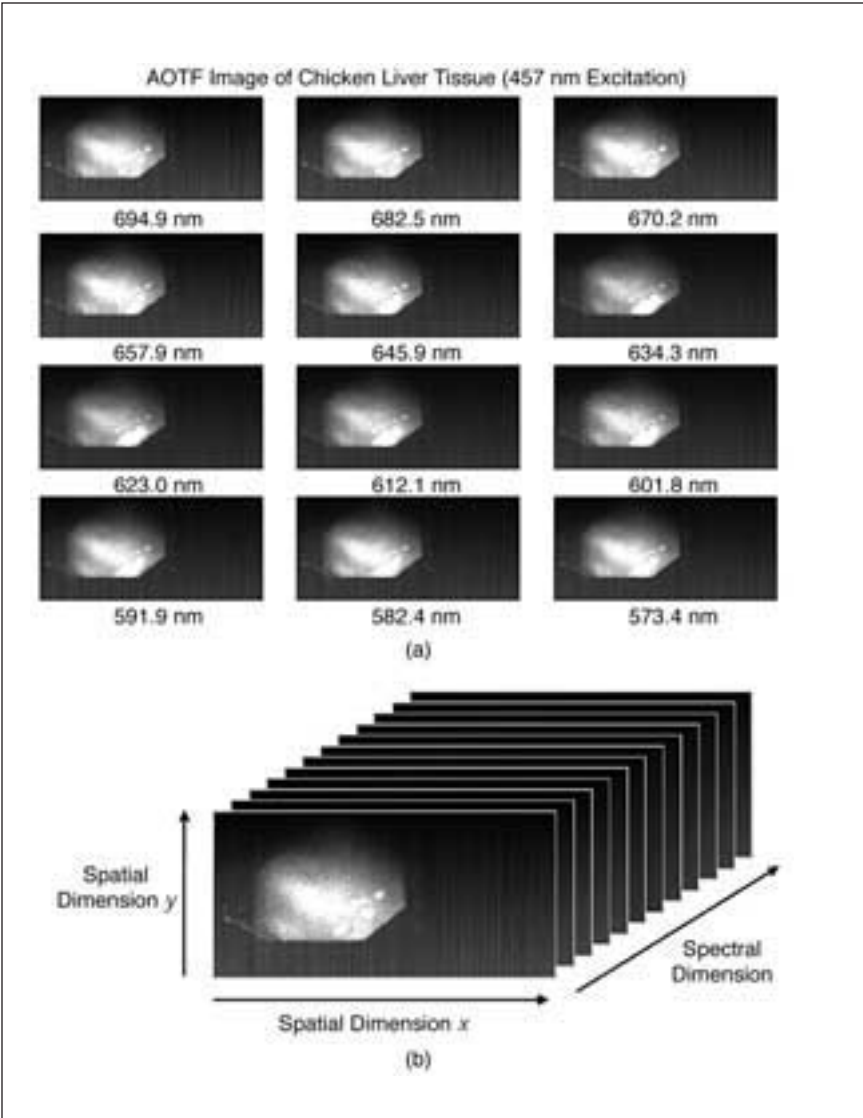 AOTF Image of Chicken Liver Tissue (457 nm Excitation)
694.9 nm
682.5 nm
670.2 nm
657.9 nm
645.9 nm
634.3 nm
623.0 nm
612.1 nm
601.8 nm
591.9 nm
582.4 nm
573.4 nm
(a)
Spatial
Dimension y
Spectral
Dimension
Spatial Dimension x
(b)